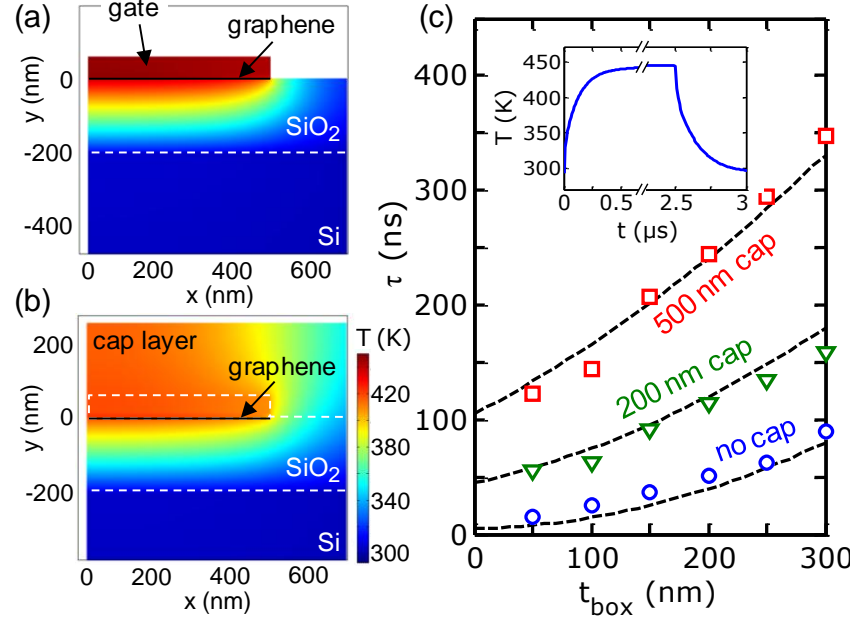 (a)
gate
graphene
y (nm)
0
-200
-400
SiO2
Si
0 200 400 600
x (nm)
(b)
cap layer
graphene
y (nm)
200
0
-200
SiO2
Si
0 200 400 600
x (nm)
T (K)
420
380
340
300
(c)
τ (ns)
400
300
200
100
0
T (K)
450
400
350
300
0 0.5 2.5 3
t (μs)
500 nm cap
200 nm cap
no cap
0 100 200 300
tbox (nm)